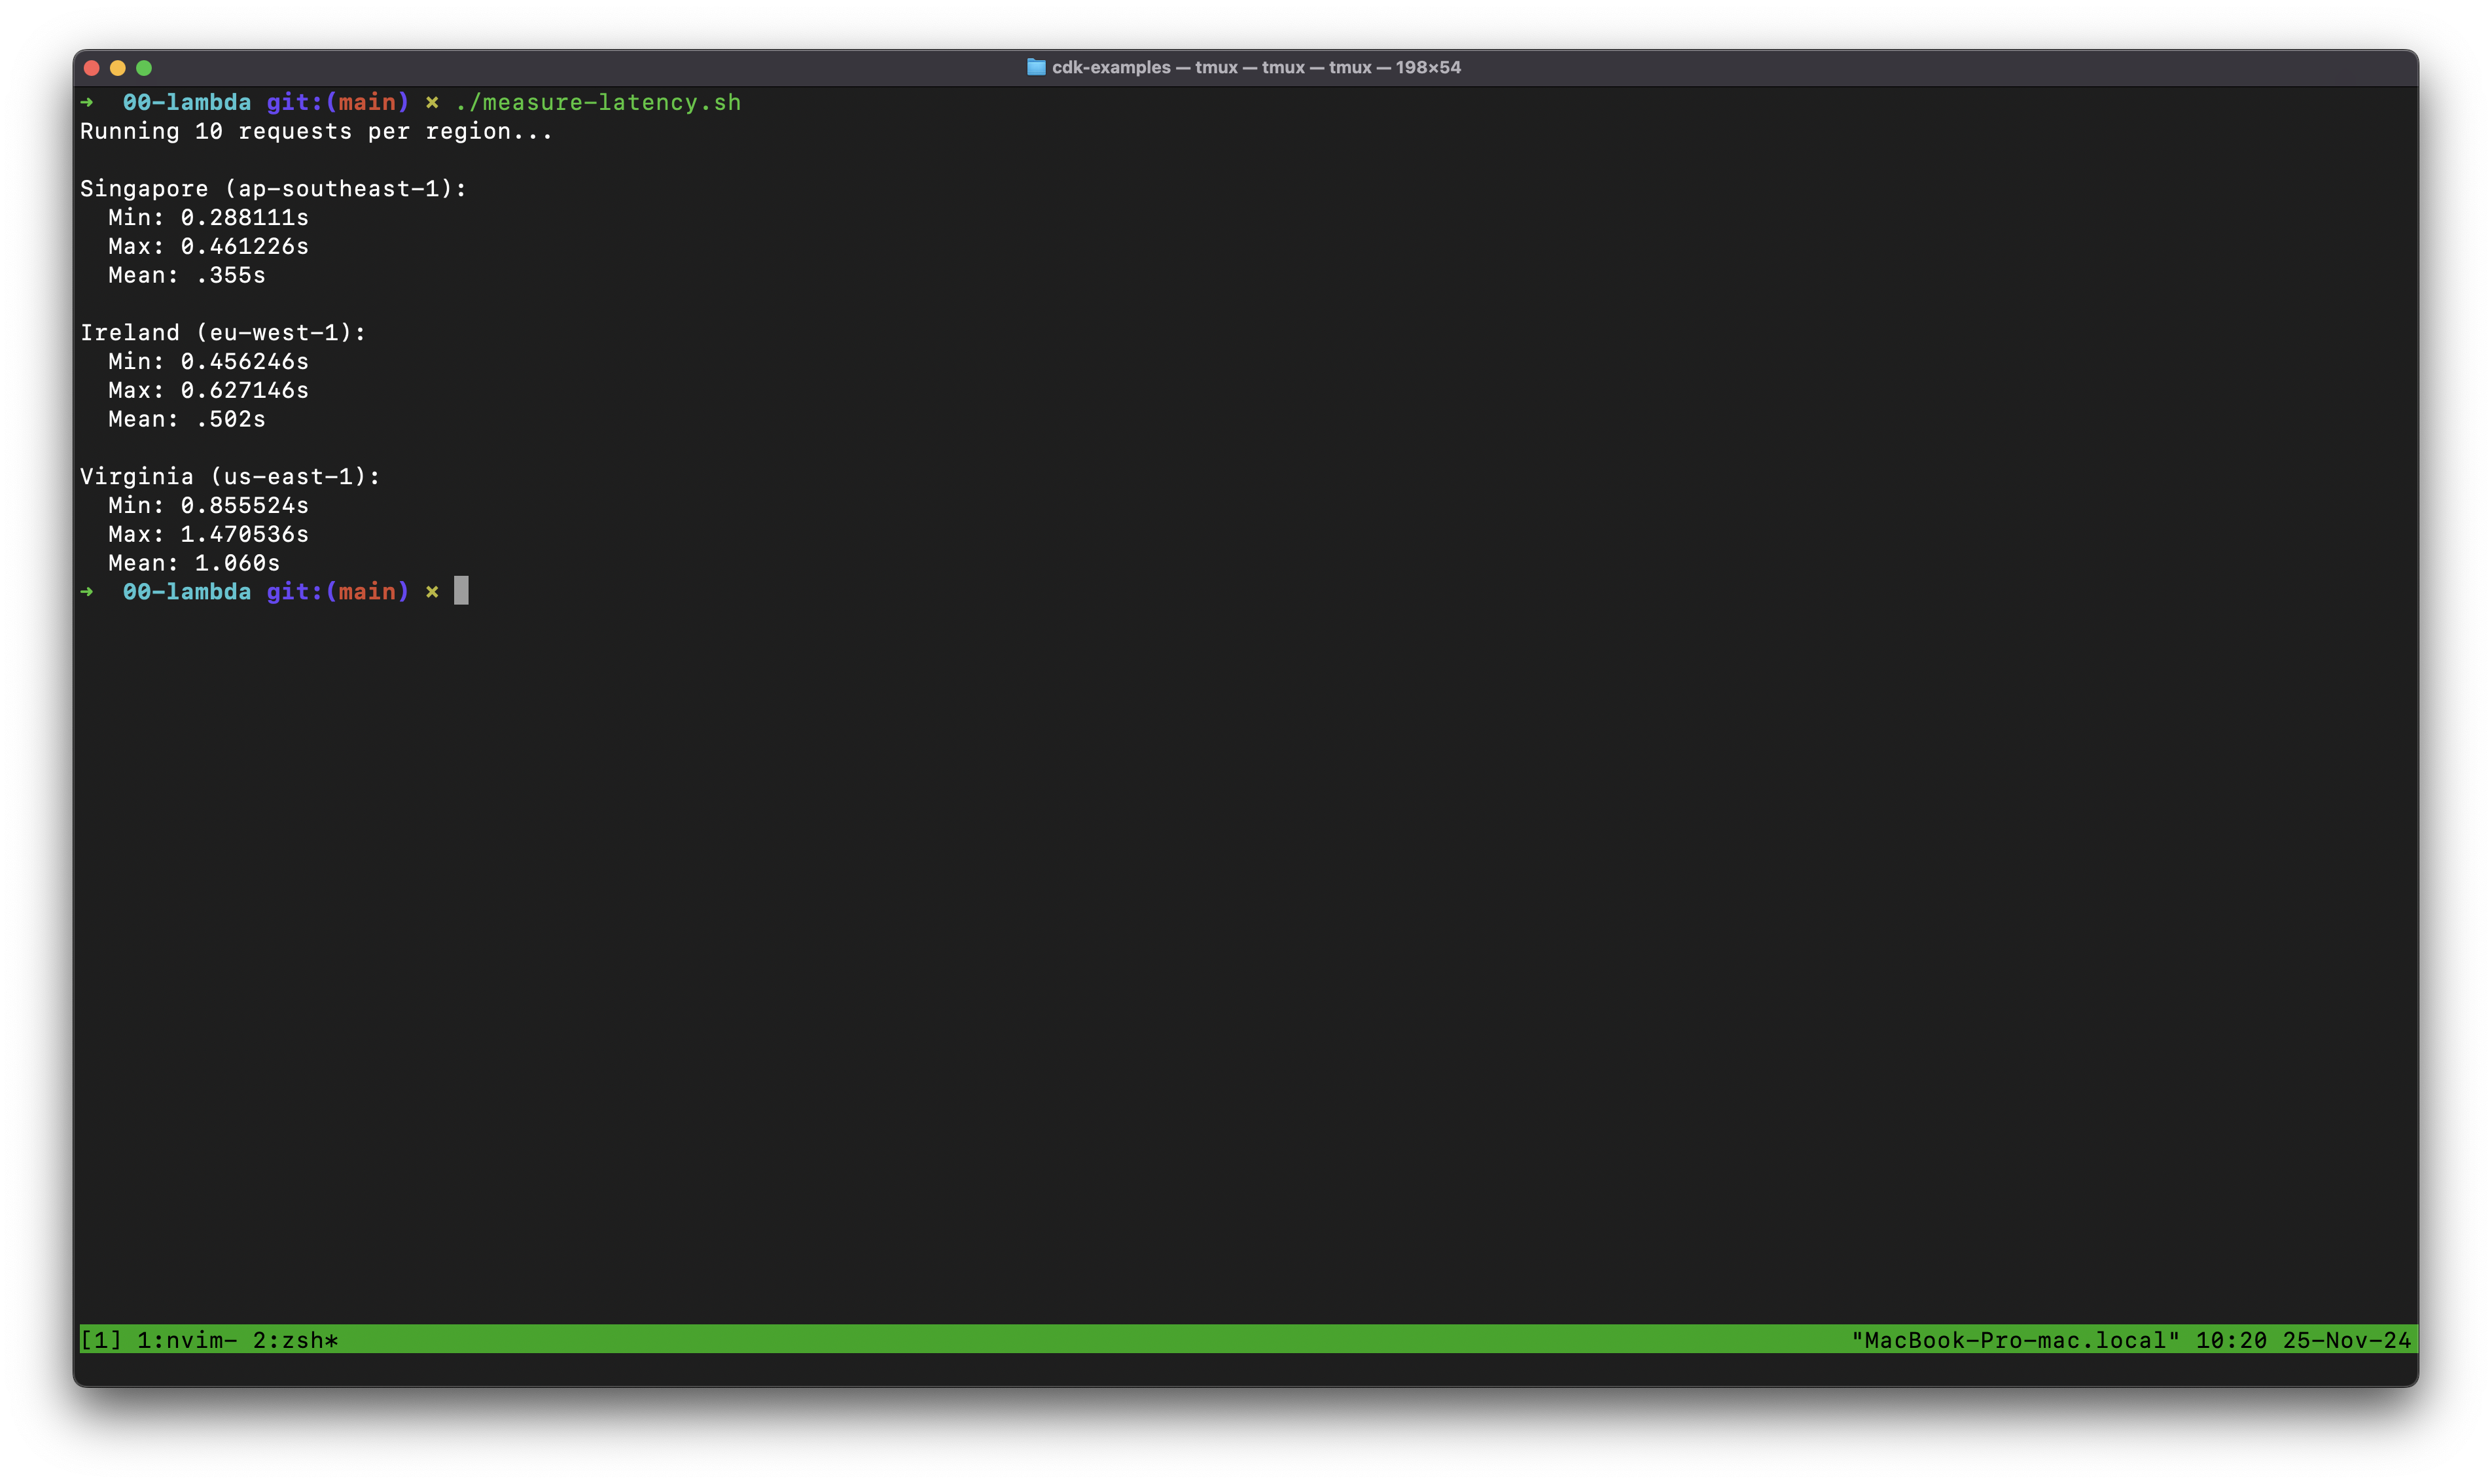 cdk-examples — tmux — tmux — tmux — 198×54
➜  00-lambda git:(main) ✗ ./measure-latency.sh
Running 10 requests per region...
Singapore (ap-southeast-1):
  Min: 0.288111s
  Max: 0.461226s
  Mean: .355s
Ireland (eu-west-1):
  Min: 0.456246s
  Max: 0.627146s
  Mean: .502s
Virginia (us-east-1):
  Min: 0.855524s
  Max: 1.470536s
  Mean: 1.060s
➜  00-lambda git:(main) ✗
[1] 1:nvim- 2:zsh* "MacBook-Pro-mac.local" 10:20 25-Nov-24